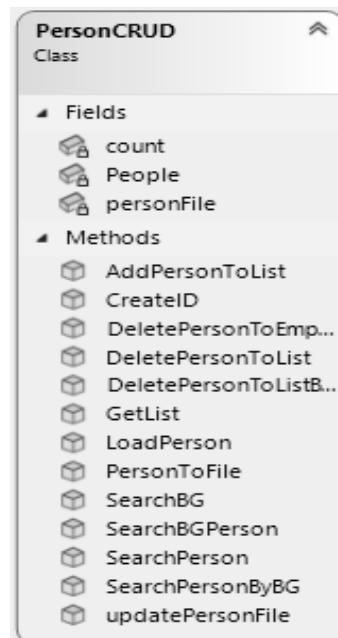 PersonCRUD
Class
Fields
count
People
personFile
Methods
AddPersonToList
CreateID
DeletePersonToEmp...
DeletePersonToList
DeletePersonToListB...
GetList
LoadPerson
PersonToFile
SearchBG
SearchBGPerson
SearchPerson
SearchPersonByBG
updatePersonFile